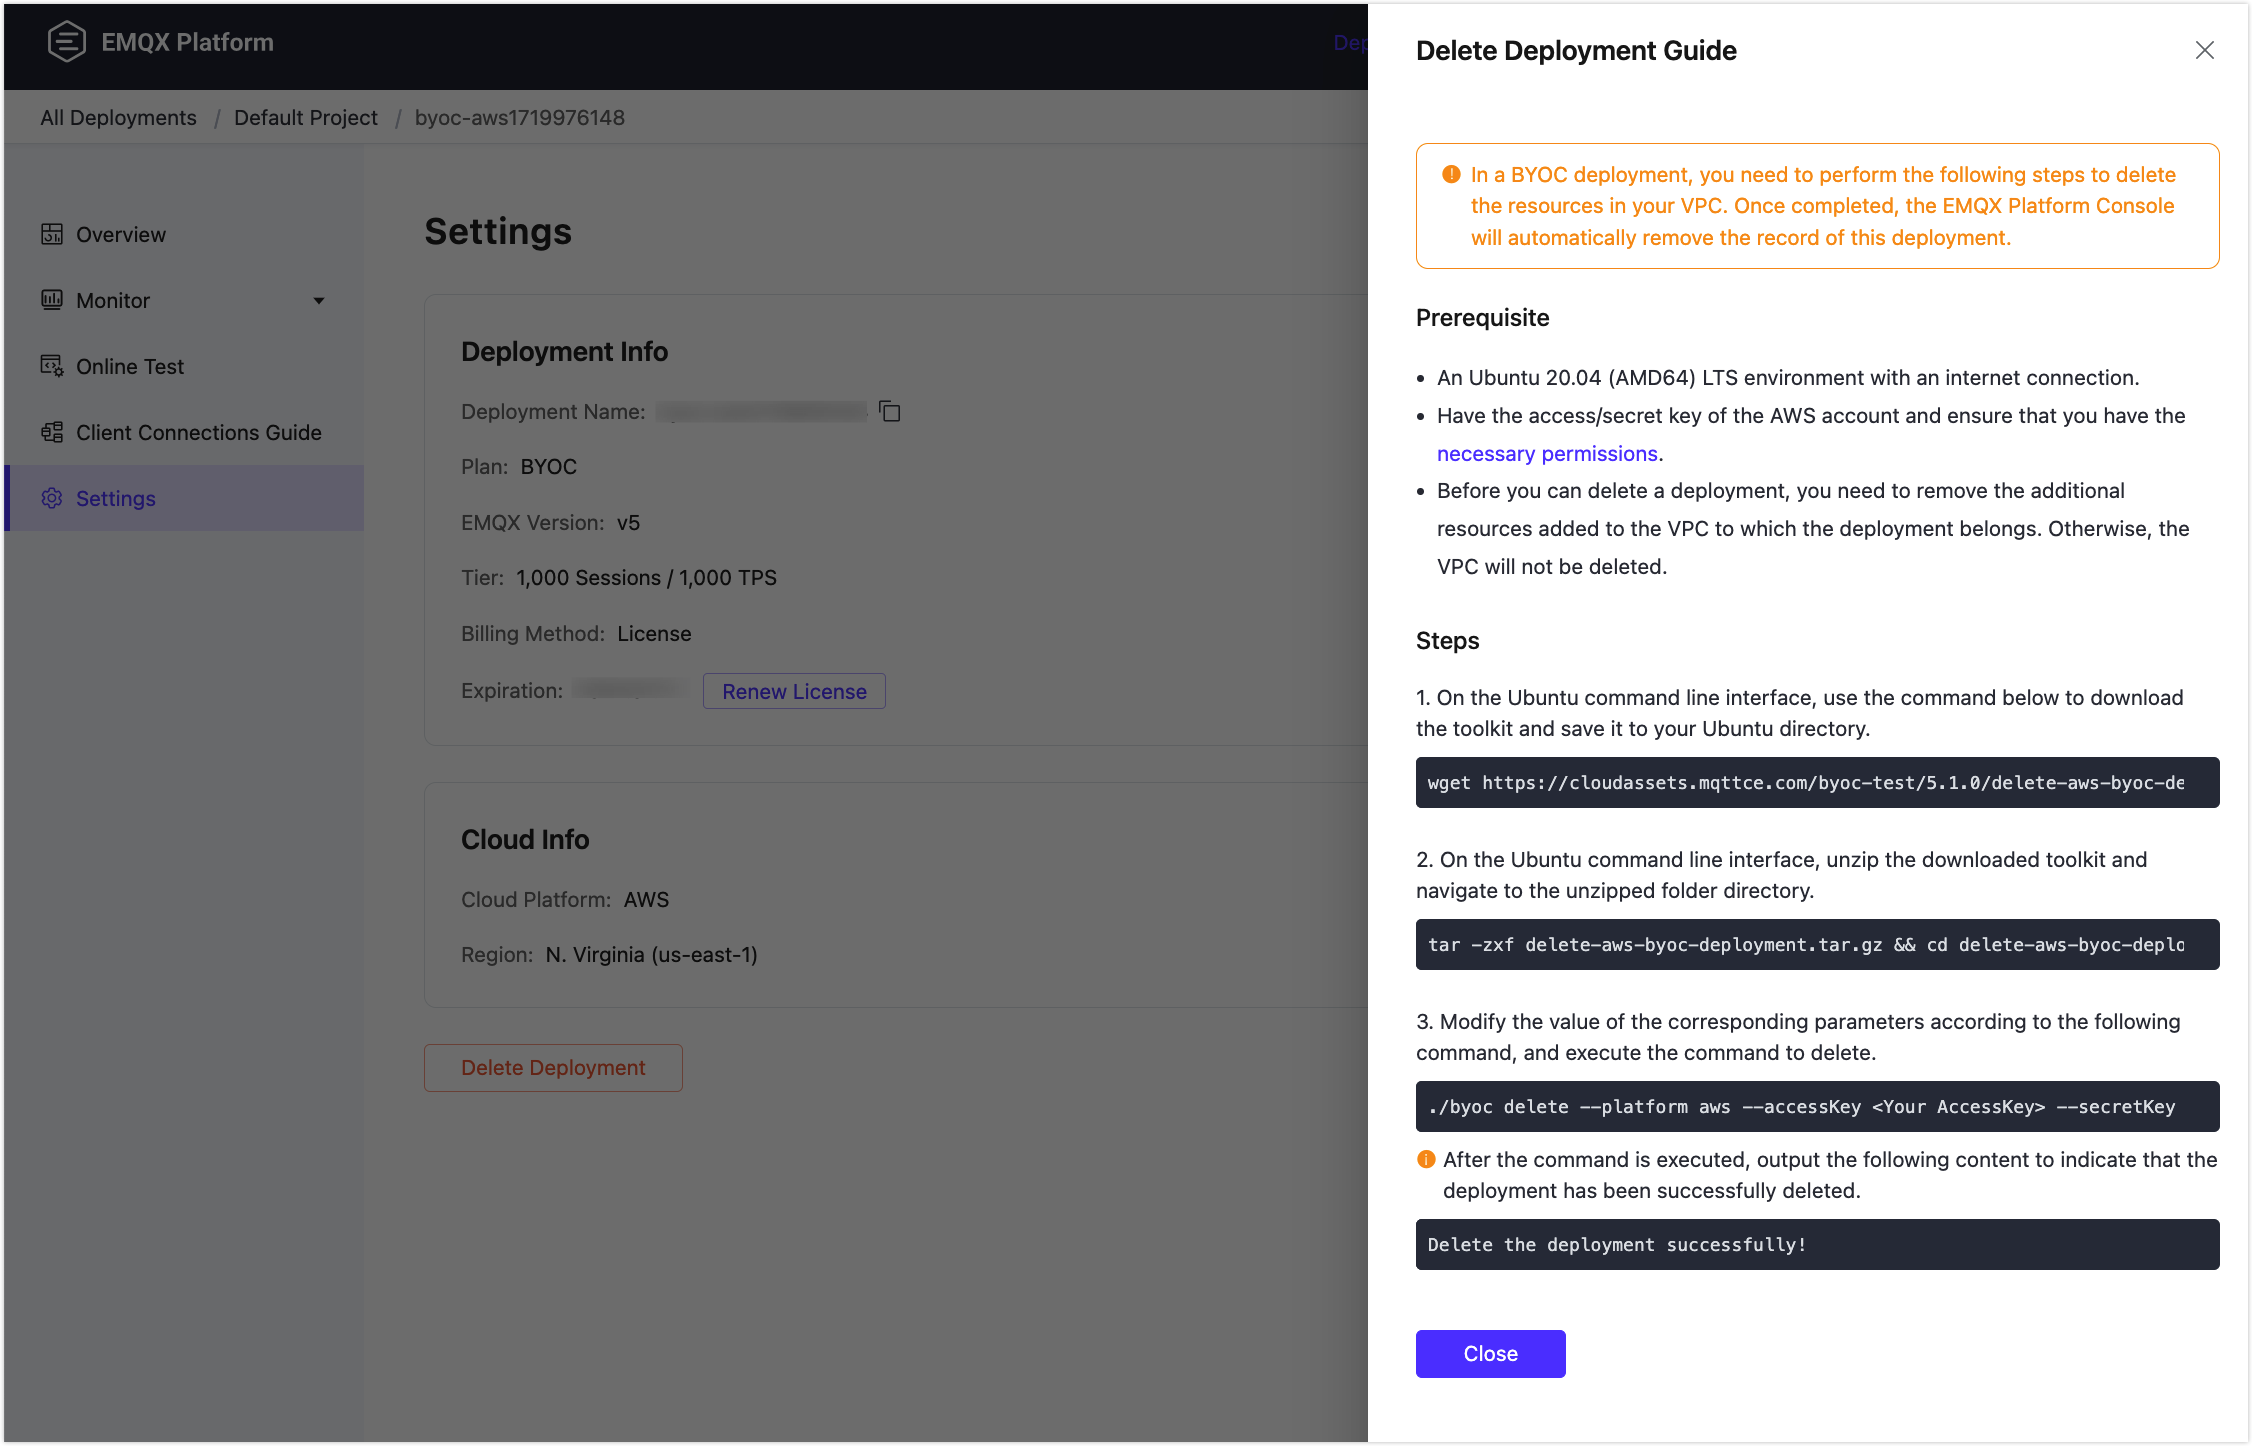 EMQX Platform
All Deployments / Default Project / byoc-aws1719976148
Overview
Monitor
Online Test
Client Connections Guide
Settings
Settings
Deployment Info
Deployment Name:
Plan: BYOC
EMQX Version: v5
Tier: 1,000 Sessions / 1,000 TPS
Billing Method: License
Expiration: Renew License
Cloud Info
Cloud Platform: AWS
Region: N. Virginia (us-east-1)
Delete Deployment
Delete Deployment Guide
In a BYOC deployment, you need to perform the following steps to delete
the resources in your VPC. Once completed, the EMQX Platform Console
will automatically remove the record of this deployment.
Prerequisite
• An Ubuntu 20.04 (AMD64) LTS environment with an internet connection.
• Have the access/secret key of the AWS account and ensure that you have the
necessary permissions.
• Before you can delete a deployment, you need to remove the additional
resources added to the VPC to which the deployment belongs. Otherwise, the
VPC will not be deleted.
Steps
1. On the Ubuntu command line interface, use the command below to download
the toolkit and save it to your Ubuntu directory.
wget https://cloudassets.mqttce.com/byoc-test/5.1.0/delete-aws-byoc-de
2. On the Ubuntu command line interface, unzip the downloaded toolkit and
navigate to the unzipped folder directory.
tar -zxf delete-aws-byoc-deployment.tar.gz && cd delete-aws-byoc-deplo
3. Modify the value of the corresponding parameters according to the following
command, and execute the command to delete.
./byoc delete --platform aws --accessKey <Your AccessKey> --secretKey
After the command is executed, output the following content to indicate that the
deployment has been successfully deleted.
Delete the deployment successfully!
Close